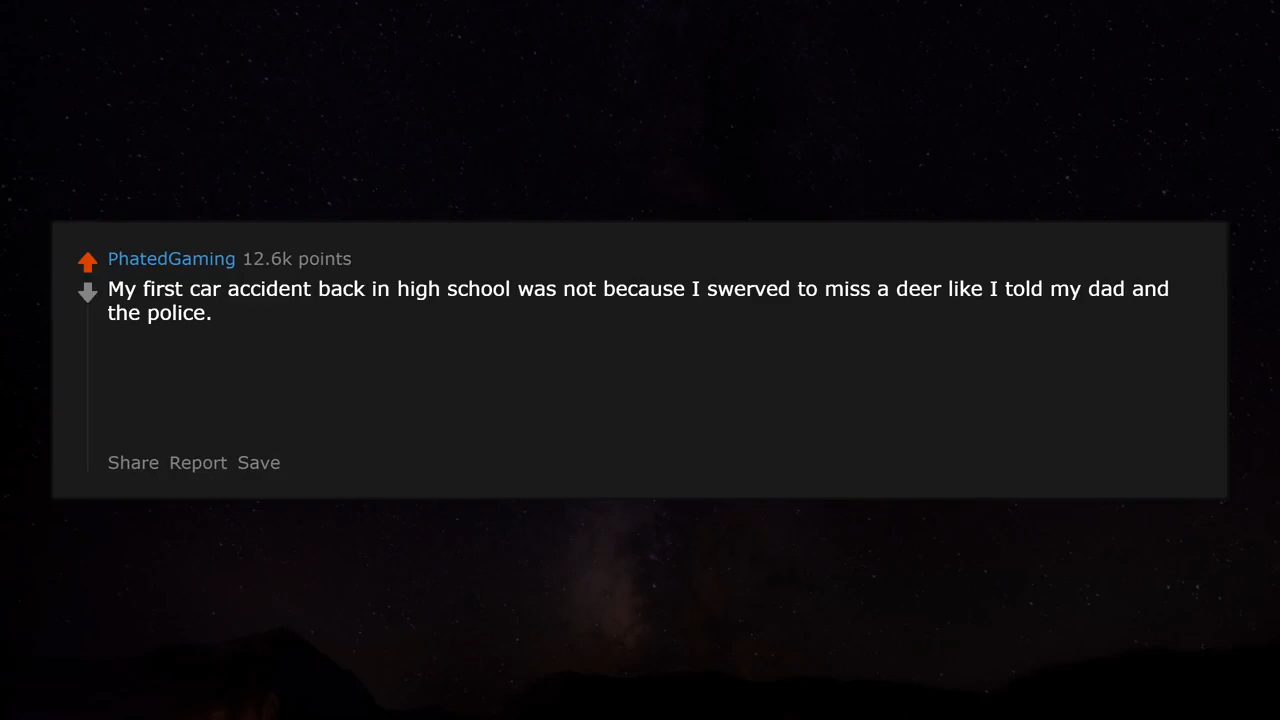 PhatedGaming 12.6k points
My first car accident back in high school was not because I swerved to miss a deer like I told my dad and
the police.
Share Report Save